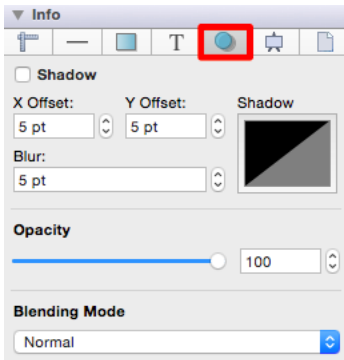 Info
T
Shadow
X Offset: Y Offset: Shadow
5 pt 5 pt
Blur:
5 pt
Opacity
100
Blending Mode
Normal